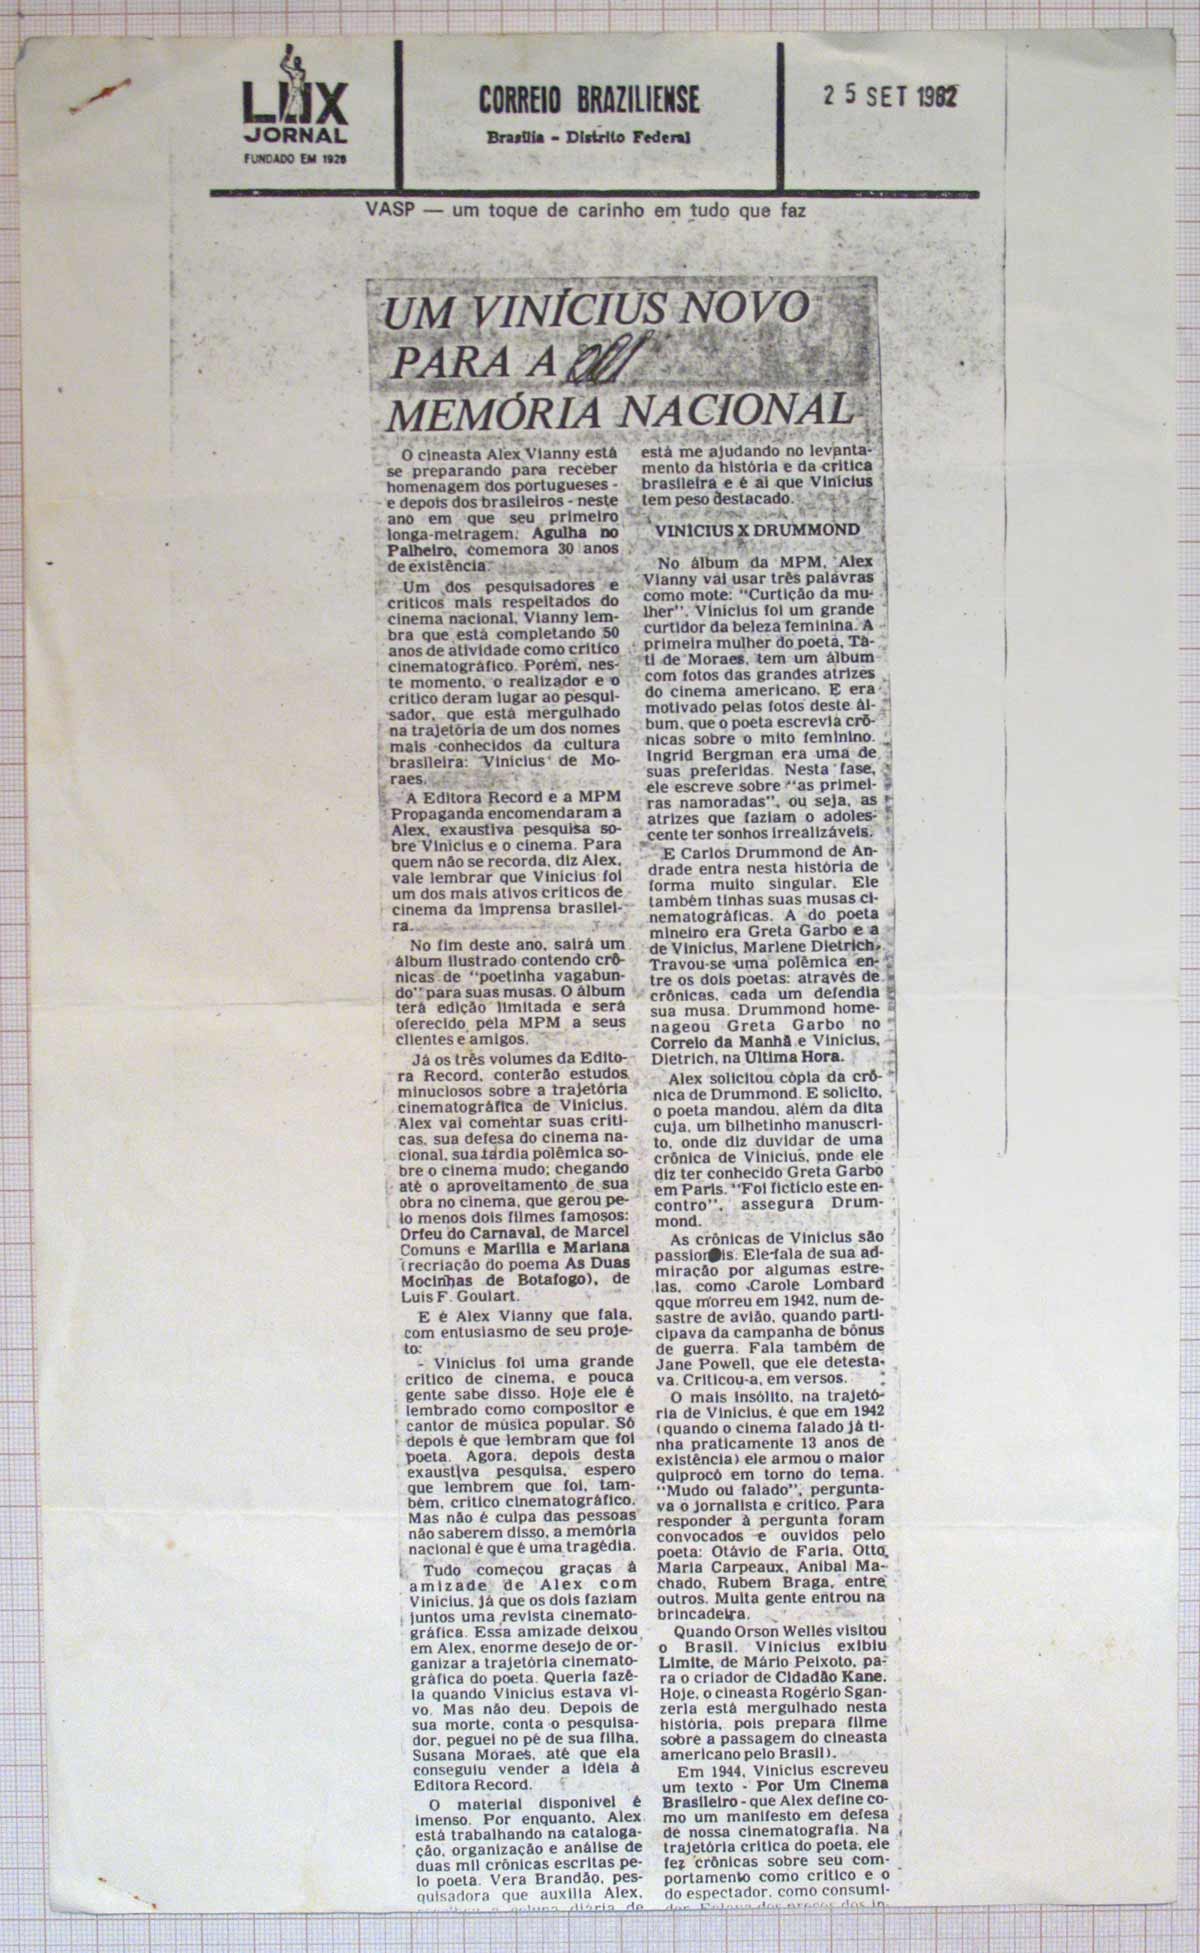 LUX
JORNAL
FUNDADO EM 1928
CORREIO BRAZILIENSE
Brasília - Distrito Federal
25 SET 1982
VASP — um toque de carinho em tudo que faz
UM VINÍCIUS NOVO
PARA A
MEMÓRIA NACIONAL
O cineasta Alex Vianny está
se preparando para receber
homenagem dos portugueses -
e depois dos brasileiros - neste
ano em que seu primeiro
longa-metragem, Agulha no
Palheiro, comemora 30 anos
de existência.
Um dos pesquisadores e
críticos mais respeitados do
cinema nacional, Vianny lem-
bra que está completando 50
anos de atividade como crítico
cinematográfico. Porém, nes-
te momento, o realizador e o
crítico deram lugar ao pesqui-
sador, que está mergulhado
na trajetória de um dos nomes
mais conhecidos da cultura
brasileira: Vinícius de Mo-
raes.
A Editora Record e a MPM
Propaganda encomendaram a
Alex, exaustiva pesquisa so-
bre Vinícius e o cinema. Para
quem não se recorda, diz Alex,
vale lembrar que Vinícius foi
um dos mais ativos críticos de
cinema da imprensa brasilei-
ra.
No fim deste ano, sairá um
álbum ilustrado contendo crô-
nicas de "poetinha vagabun-
do" para suas musas. O álbum
terá edição limitada e será
oferecido pela MPM a seus
clientes e amigos.
Já os três volumes da Edito-
ra Record, conterão estudos
minuciosos sobre a trajetória
cinematográfica de Vinícius.
Alex vai comentar suas críti-
cas, sua defesa do cinema na-
cional, sua tardia polêmica so-
bre o cinema mudo; chegando
até o aproveitamento de sua
obra no cinema, que gerou pe-
lo menos dois filmes famosos:
Orfeu do Carnaval, de Marcel
Comuns e Marília e Mariana
(recriação do poema As Duas
Mocinhas de Botafogo), de
Luis F. Goulart.
E é Alex Vianny que fala,
com entusiasmo de seu proje-
to:
- Vinícius foi uma grande
crítico de cinema, e pouca
gente sabe disso. Hoje ele é
lembrado como compositor e
cantor de música popular. Só
depois é que lembram que foi
poeta. Agora, depois desta
exaustiva pesquisa, espero
que lembrem que foi, tam-
bém, crítico cinematográfico.
Mas não é culpa das pessoas
não saberem disso, a memória
nacional é que é uma tragédia.
Tudo começou graças à
amizade de Alex com
Vinícius, já que os dois faziam
juntos uma revista cinemato-
gráfica. Essa amizade deixou
em Alex, enorme desejo de or-
ganizar a trajetória cinemato-
gráfica do poeta. Queria fazê-
la quando Vinícius estava vi-
vo. Mas não deu. Depois de
sua morte, conta o pesquisa-
dor, peguei no pé de sua filha,
Susana Moraes, até que ela
conseguiu vender a idéia à
Editora Record.
O material disponível é
imenso. Por enquanto, Alex
está trabalhando na cataloga-
ção, organização e análise de
duas mil crônicas escritas pe-
lo poeta. Vera Brandão, pes-
quisadora que auxilia Alex,
está me ajudando no levanta-
mento da história e da crítica
brasileira e é aí que Vinícius
tem peso destacado.
VINÍCIUS X DRUMMOND
No álbum da MPM, Alex
Vianny vai usar três palávras
como mote: "Curtição da mu-
lher". Vinícius foi um grande
curtidor da beleza feminina. A
primeira mulher do poeta, Ta-
ti de Moraes, tem um álbum
com fotos das grandes atrizes
do cinema americano. E era
motivado pelas fotos deste ál-
bum, que o poeta escrevia crô-
nicas sobre o mito feminino.
Ingrid Bergman era uma de
suas preferidas. Nesta fase,
ele escreve sobre "as primei-
ras namoradas", ou seja, as
atrizes que faziam o adoles-
cente ter sonhos irrealizáveis.
E Carlos Drummond de An-
drade entra nesta história de
forma muito singular. Ele
também tinhas suas musas ci-
nematográficas. A do poeta
mineiro era Greta Garbo e a
de Vinícius, Marlene Dietrich.
Travou-se uma polêmica en-
tre os dois poetas: através de
crônicas, cada um defendia
sua musa. Drummond home-
nageou Greta Garbo no
Correio da Manhã e Vinícius,
Dietrich, na Última Hora.
Alex solicitou cópia da crô-
nica de Drummond. E solícito,
o poeta mandou, além da dita
cuja, um bilhetinho manuscri-
to, onde diz duvidar de uma
crônica de Vinícius, onde ele
diz ter conhecido Greta Garbo
em Paris. "Foi fictício este en-
contro", assegura Drum-
mond.
As crônicas de Vinícius são
passionais. Ele fala de sua ad-
miração por algumas estre-
las, como Carole Lombard
qque morreu em 1942, num de-
sastre de avião, quando parti-
cipava da campanha de bônus
de guerra. Fala também de
Jane Powell, que ele detesta-
va. Criticou-a, em versos.
O mais insólito, na trajetó-
ria de Vinícius, é que em 1942
(quando o cinema falado já ti-
nha praticamente 13 anos de
existência) ele armou o maior
quiprocó em torno do tema.
"Mudo ou falado", pergunta-
va o jornalista e crítico. Para
responder à pergunta foram
convocados e ouvidos pelo
poeta: Otávio de Faria, Otto
Maria Carpeaux, Aníbal Ma-
chado, Rubem Braga, entre
outros. Muita gente entrou na
brincadeira.
Quando Orson Welles visitou
o Brasil. Vinícius exibiu
Limite, de Mário Peixoto, pa-
ra o criador de Cidadão Kane.
Hoje, o cineasta Rogério Sgan-
zerla está mergulhado nesta
história, pois prepara filme
sobre a passagem do cineasta
americano pelo Brasil).
Em 1944, Vinícius escreveu
um texto - Por Um Cinema
Brasileiro - que Alex define co-
mo um manifesto em defesa
de nossa cinematografia. Na
trajetória crítica do poeta, ele
fez crônicas sobre seu com-
portamento como crítico e o
do espectador, como consumi-